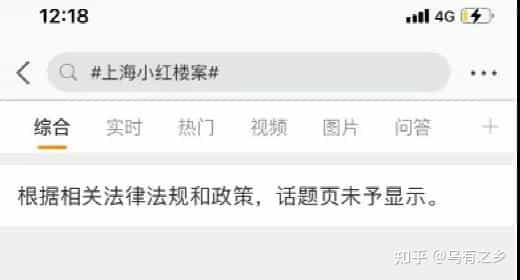 12:18 4G
#上海小红楼案#
综合 实时 热门 视频 图片 问答
根据相关法律法规和政策，话题页未予显示。
知乎 @乌有之乡